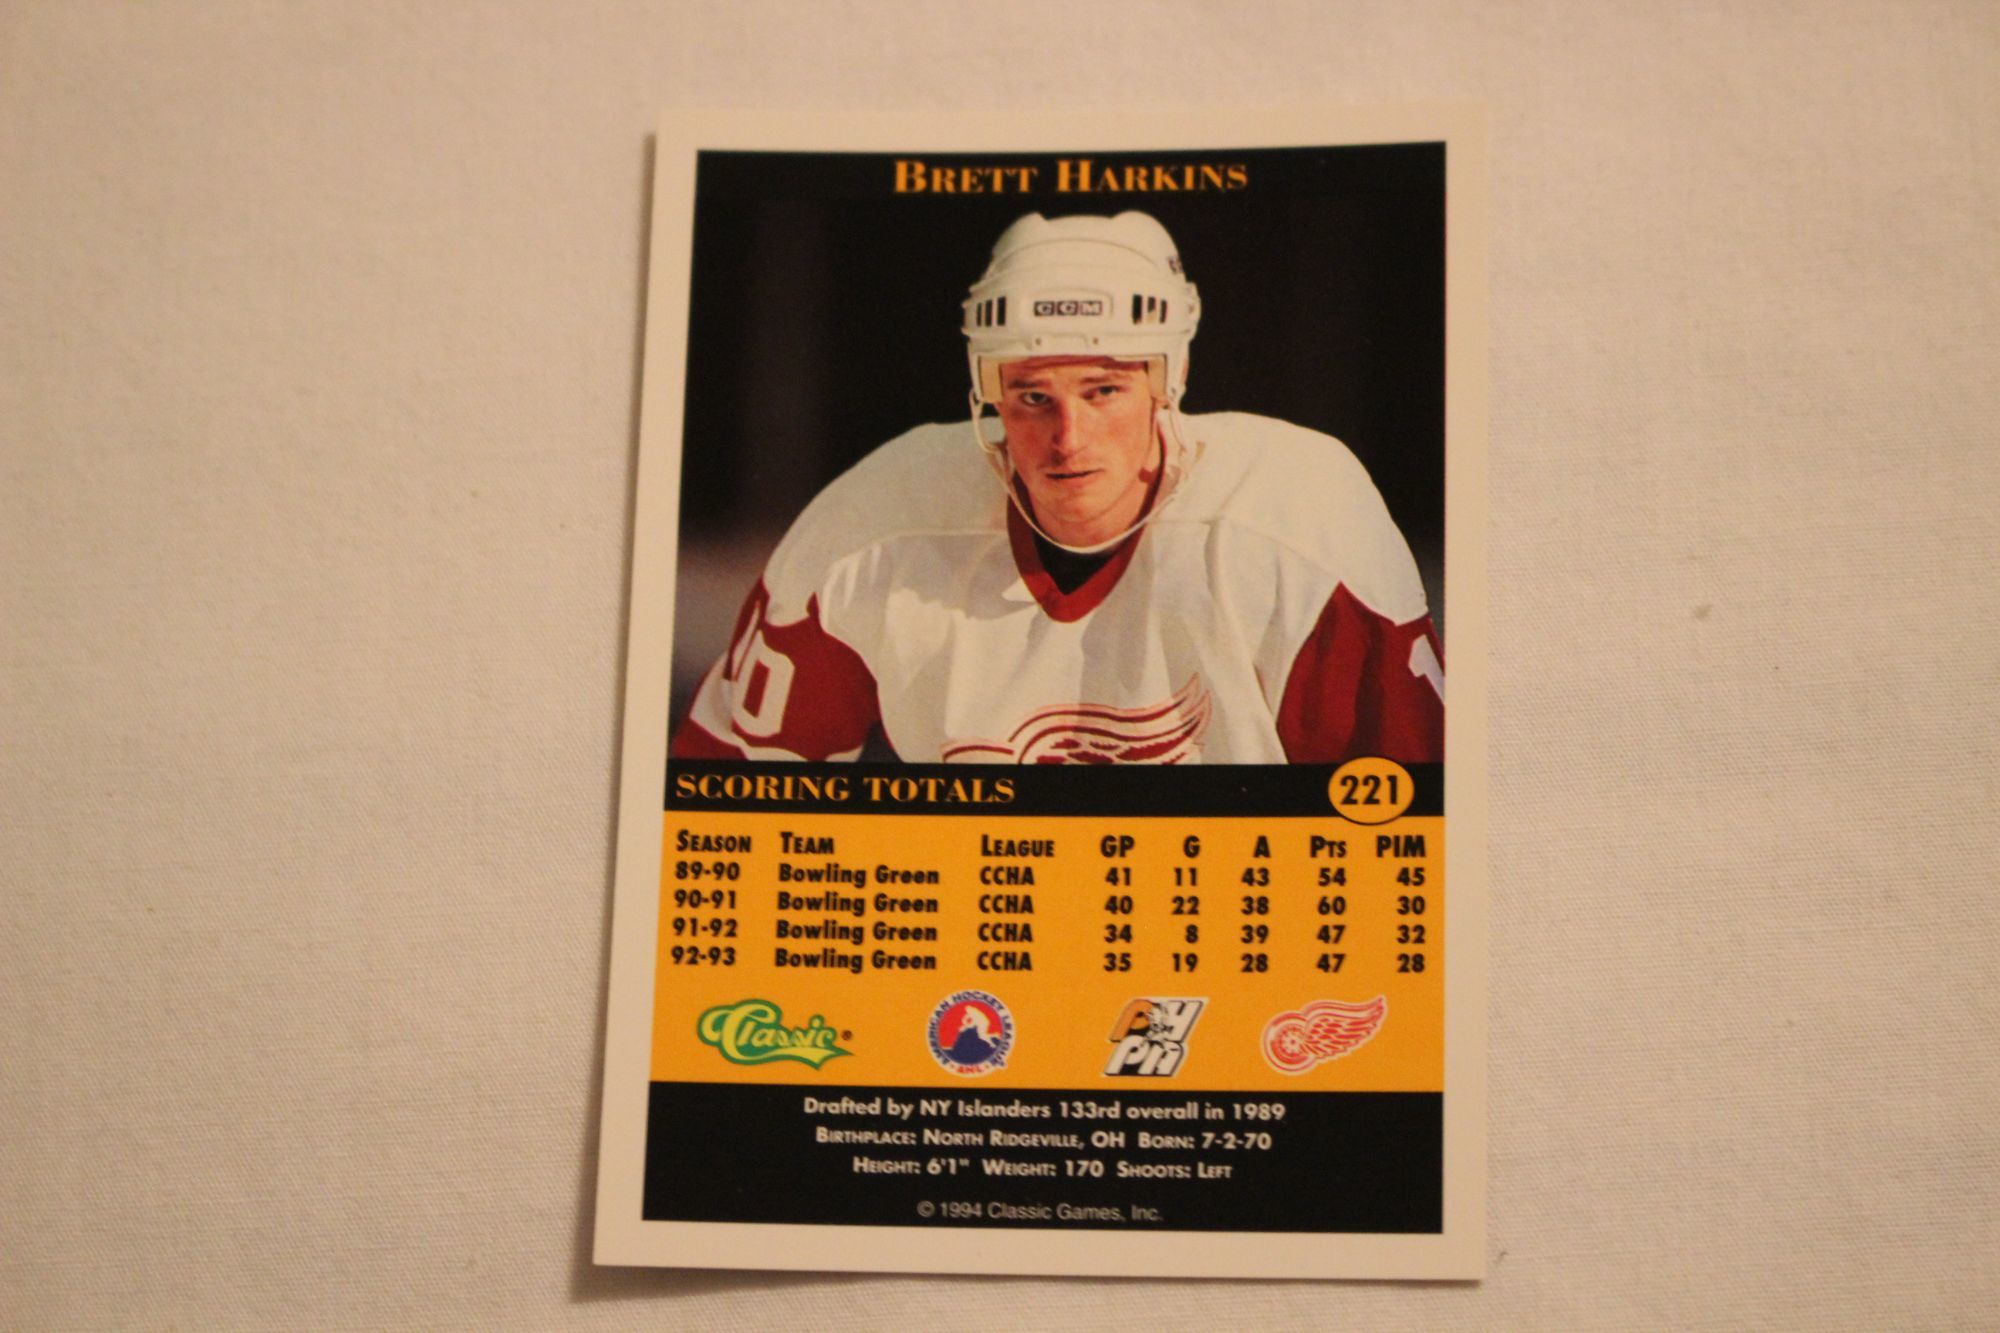 BRETT HARKINS
CCM
10
1
SCORING TOTALS 221
SEASON TEAM LEAGUE GP G A PTS PIM
89-90 Bowling Green CCHA 41 11 43 54 45
90-91 Bowling Green CCHA 40 22 38 60 30
91-92 Bowling Green CCHA 34 8 39 47 32
92-93 Bowling Green CCHA 35 19 28 47 28
Classic®
AMERICAN HOCKEY LEAGUE
AHL
PHPA
Drafted by NY Islanders 133rd overall in 1989
BIRTHPLACE: NORTH RIDGEVILLE, OH BORN: 7-2-70
HEIGHT: 6'1" WEIGHT: 170 SHOOTS: LEFT
© 1994 Classic Games, Inc.